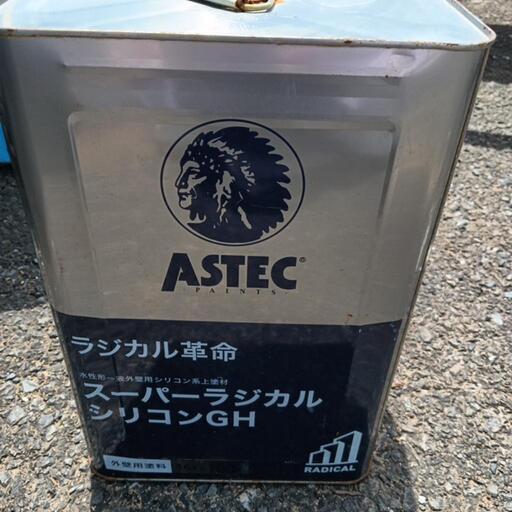 ASTEC®
PAINTS
ラジカル革命
水性形一液外壁用シリコン系上塗材
スーパーラジカル
シリコンGH
外壁用塗料
RADICAL